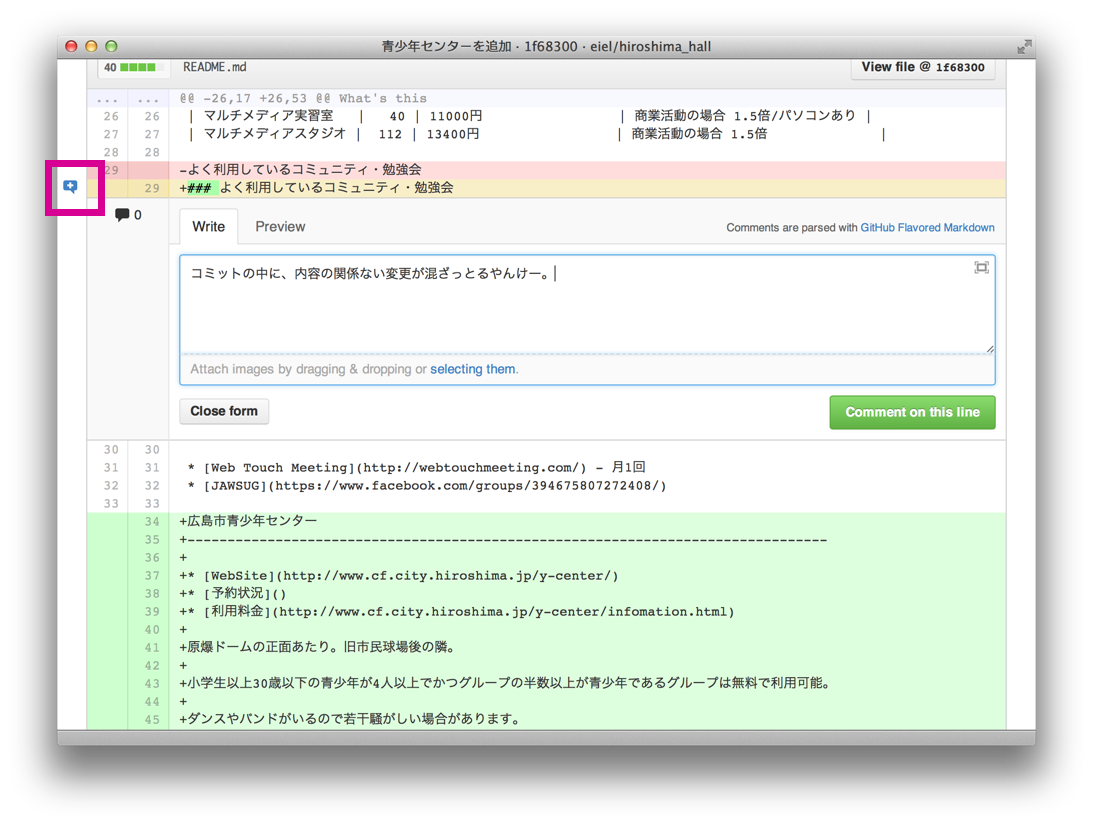 青少年センターを追加 · 1f68300 · eiel/hiroshima_hall
40 README.md View file @ 1f68300
... ... @@ -26,17 +26,53 @@ What's this
26 26 | マルチメディア実習室 | 40 | 11000円 | 商業活動の場合 1.5倍/パソコンあり |
27 27 | マルチメディアスタジオ | 112 | 13400円 | 商業活動の場合 1.5倍 |
28 28
29 -よく利用しているコミュニティ・勉強会
29 +### よく利用しているコミュニティ・勉強会
0 Write Preview Comments are parsed with GitHub Flavored Markdown
コミットの中に、内容の関係ない変更が混ざっとるやんけー。
Attach images by dragging & dropping or selecting them.
Close form Comment on this line
30 30
31 31 * [Web Touch Meeting](http://webtouchmeeting.com/) - 月1回
32 32 * [JAWSUG](https://www.facebook.com/groups/394675807272408/)
33 33
34 +広島市青少年センター
35 +--------------------------------------------------------------------------------
36 +
37 +* [WebSite](http://www.cf.city.hiroshima.jp/y-center/)
38 +* [予約状況]()
39 +* [利用料金](http://www.cf.city.hiroshima.jp/y-center/infomation.html)
40 +
41 +原爆ドームの正面あたり。旧市民球場後の隣。
42 +
43 +小学生以上30歳以下の青少年が4人以上でかつグループの半数以上が青少年であるグループは無料で利用可能。
44 +
45 +ダンスやバンドがいるので若干騒がしい場合があります。